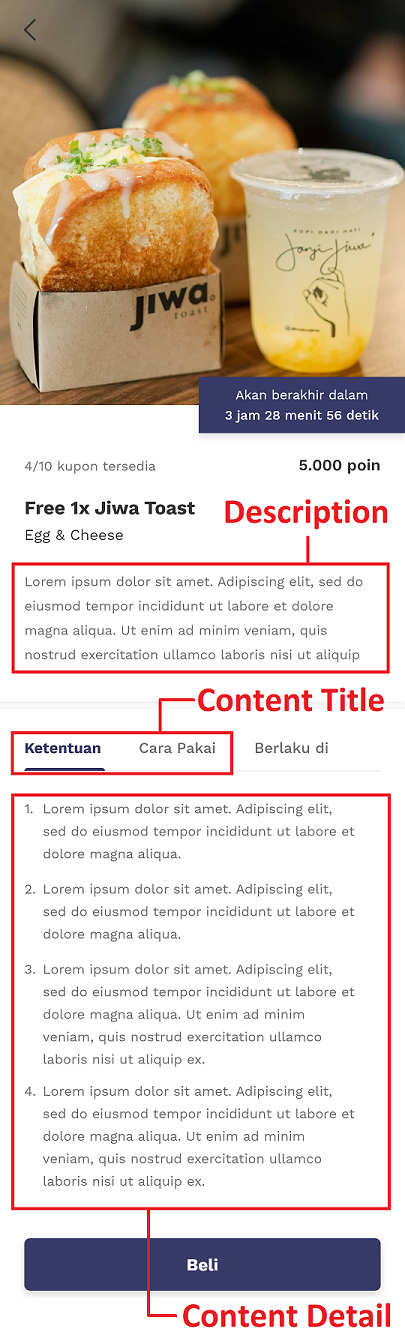 KOPI DARI HATI
Janji Jiwa
jiwa
toast
Akan berakhir dalam
3 jam 28 menit 56 detik
4/10 kupon tersedia
5.000 poin
Free 1x Jiwa Toast
Egg & Cheese
Description
Lorem ipsum dolor sit amet. Adipiscing elit, sed do
eiusmod tempor incididunt ut labore et dolore
magna aliqua. Ut enim ad minim veniam, quis
nostrud exercitation ullamco laboris nisi ut aliquip
Content Title
Ketentuan
Cara Pakai
Berlaku di
1. Lorem ipsum dolor sit amet. Adipiscing elit,
sed do eiusmod tempor incididunt ut labore et
dolore magna aliqua.
2. Lorem ipsum dolor sit amet. Adipiscing elit,
sed do eiusmod tempor incididunt ut labore et
dolore magna aliqua.
3. Lorem ipsum dolor sit amet. Adipiscing elit,
sed do eiusmod tempor incididunt ut labore et
dolore magna aliqua. Ut enim ad minim
veniam, quis nostrud exercitation ullamco
laboris nisi ut aliquip ex.
4. Lorem ipsum dolor sit amet. Adipiscing elit,
sed do eiusmod tempor incididunt ut labore et
dolore magna aliqua. Ut enim ad minim
veniam, quis nostrud exercitation ullamco
laboris nisi ut aliquip ex.
Beli
Content Detail